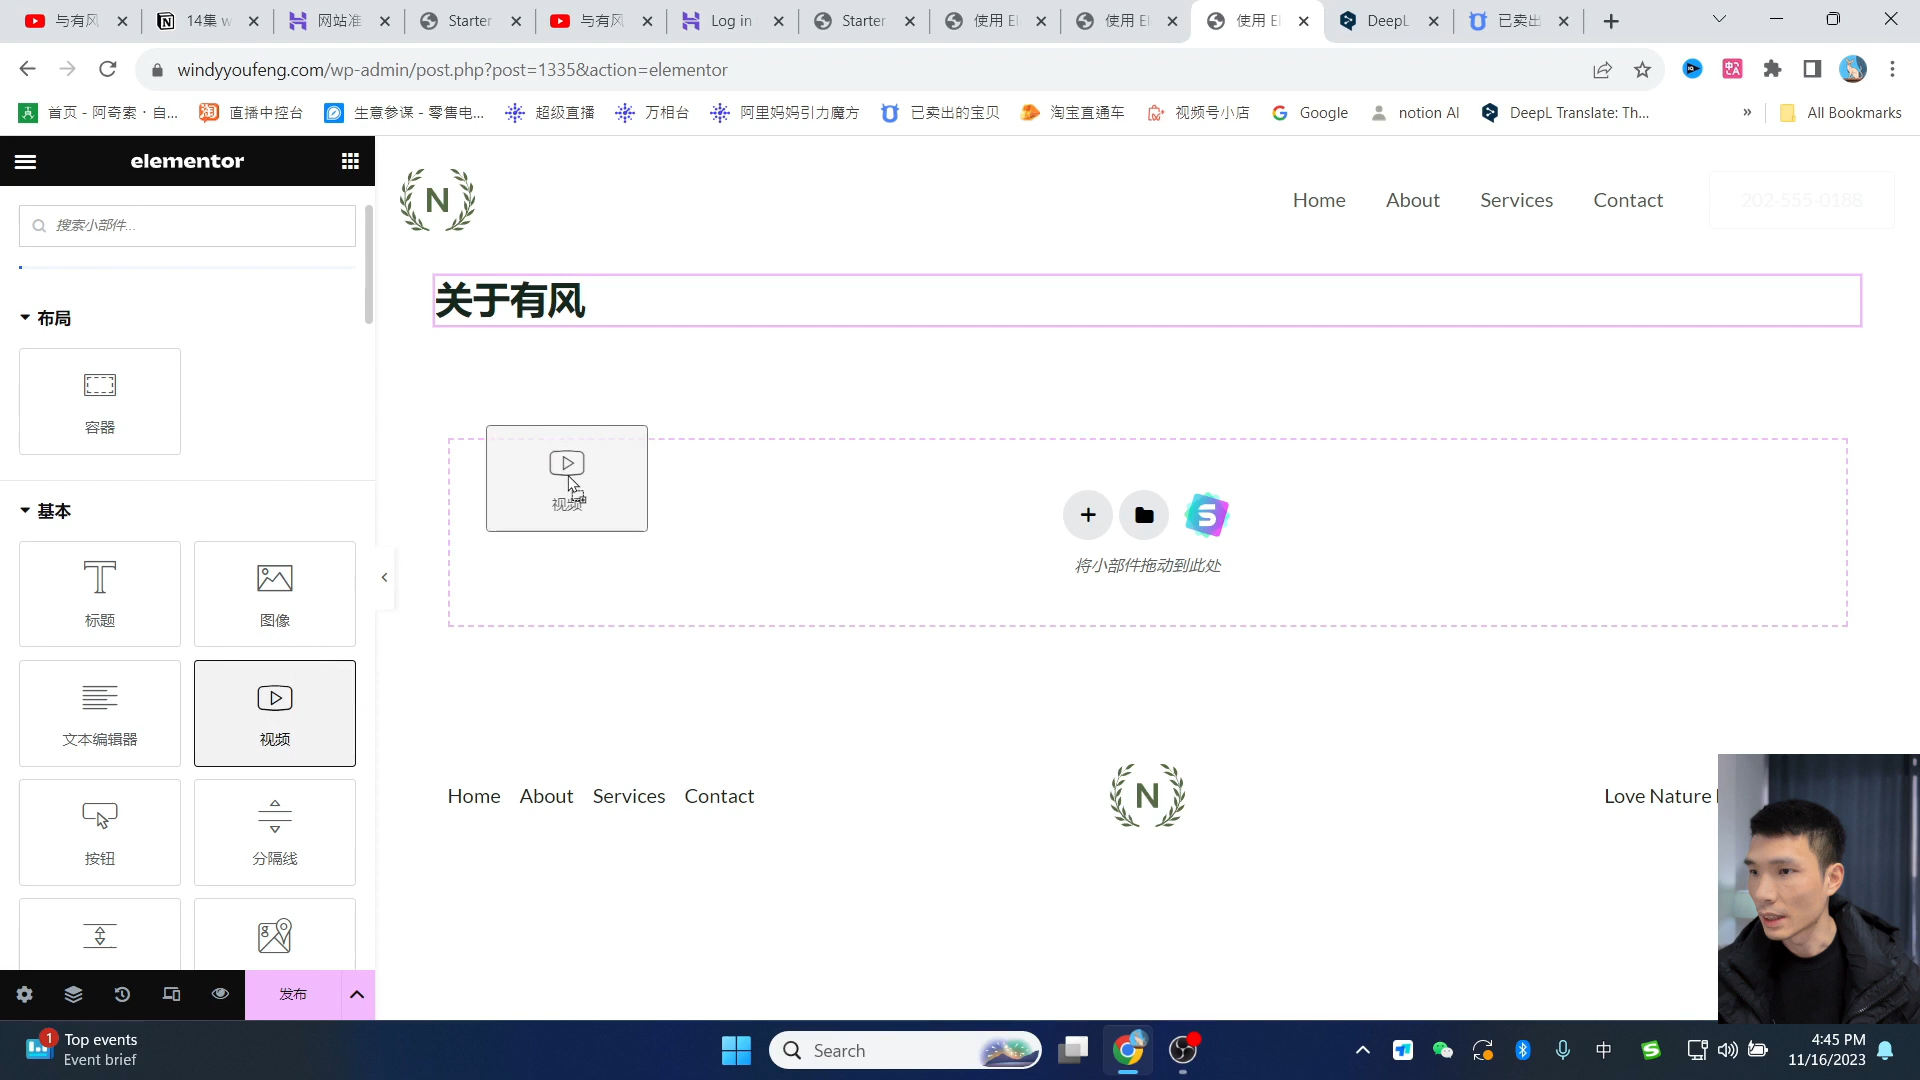 与有风
14集 w
网站准
Starter
与有风
Log in
Starter
使用 El
使用 El
使用 El
DeepL
已卖出
windyyoufeng.com/wp-admin/post.php?post=1335&action=elementor
首页 - 阿奇索 · 自...
直播中控台
生意参谋 - 零售电...
超级直播
万相台
阿里妈妈引力魔方
已卖出的宝贝
淘宝直通车
视频号小店
Google
notion AI
DeepL Translate: Th...
»
All Bookmarks
elementor
搜索小部件...
布局
容器
基本
标题
图像
文本编辑器
视频
按钮
分隔线
发布
N
Home
About
Services
Contact
202-555-0188
关于有风
视频
将小部件拖动到此处
Home
About
Services
Contact
N
Love Nature
1
Top events
Event brief
Search
中
4:45 PM
11/16/2023